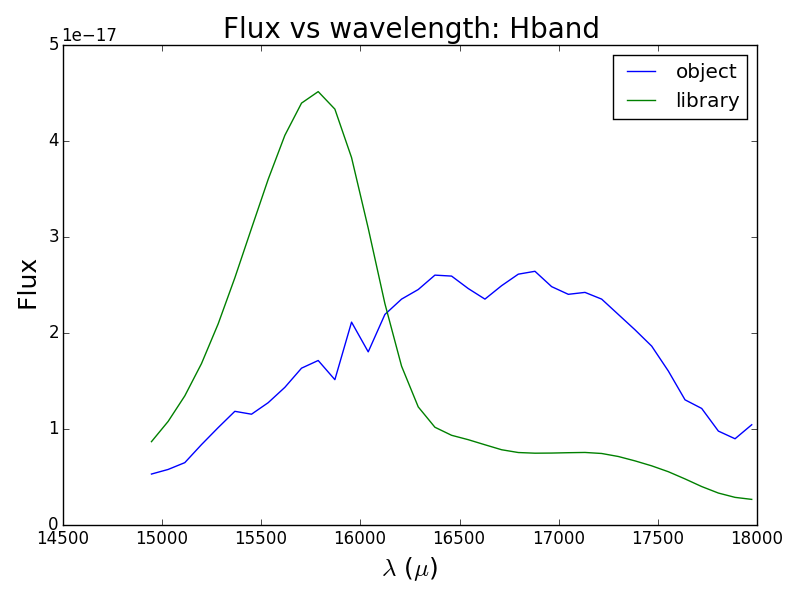 Flux vs wavelength: Hband
1e−17
5
4
3
2
1
0
Flux
object
library
14500 15000 15500 16000 16500 17000 17500 18000
λ (μ)